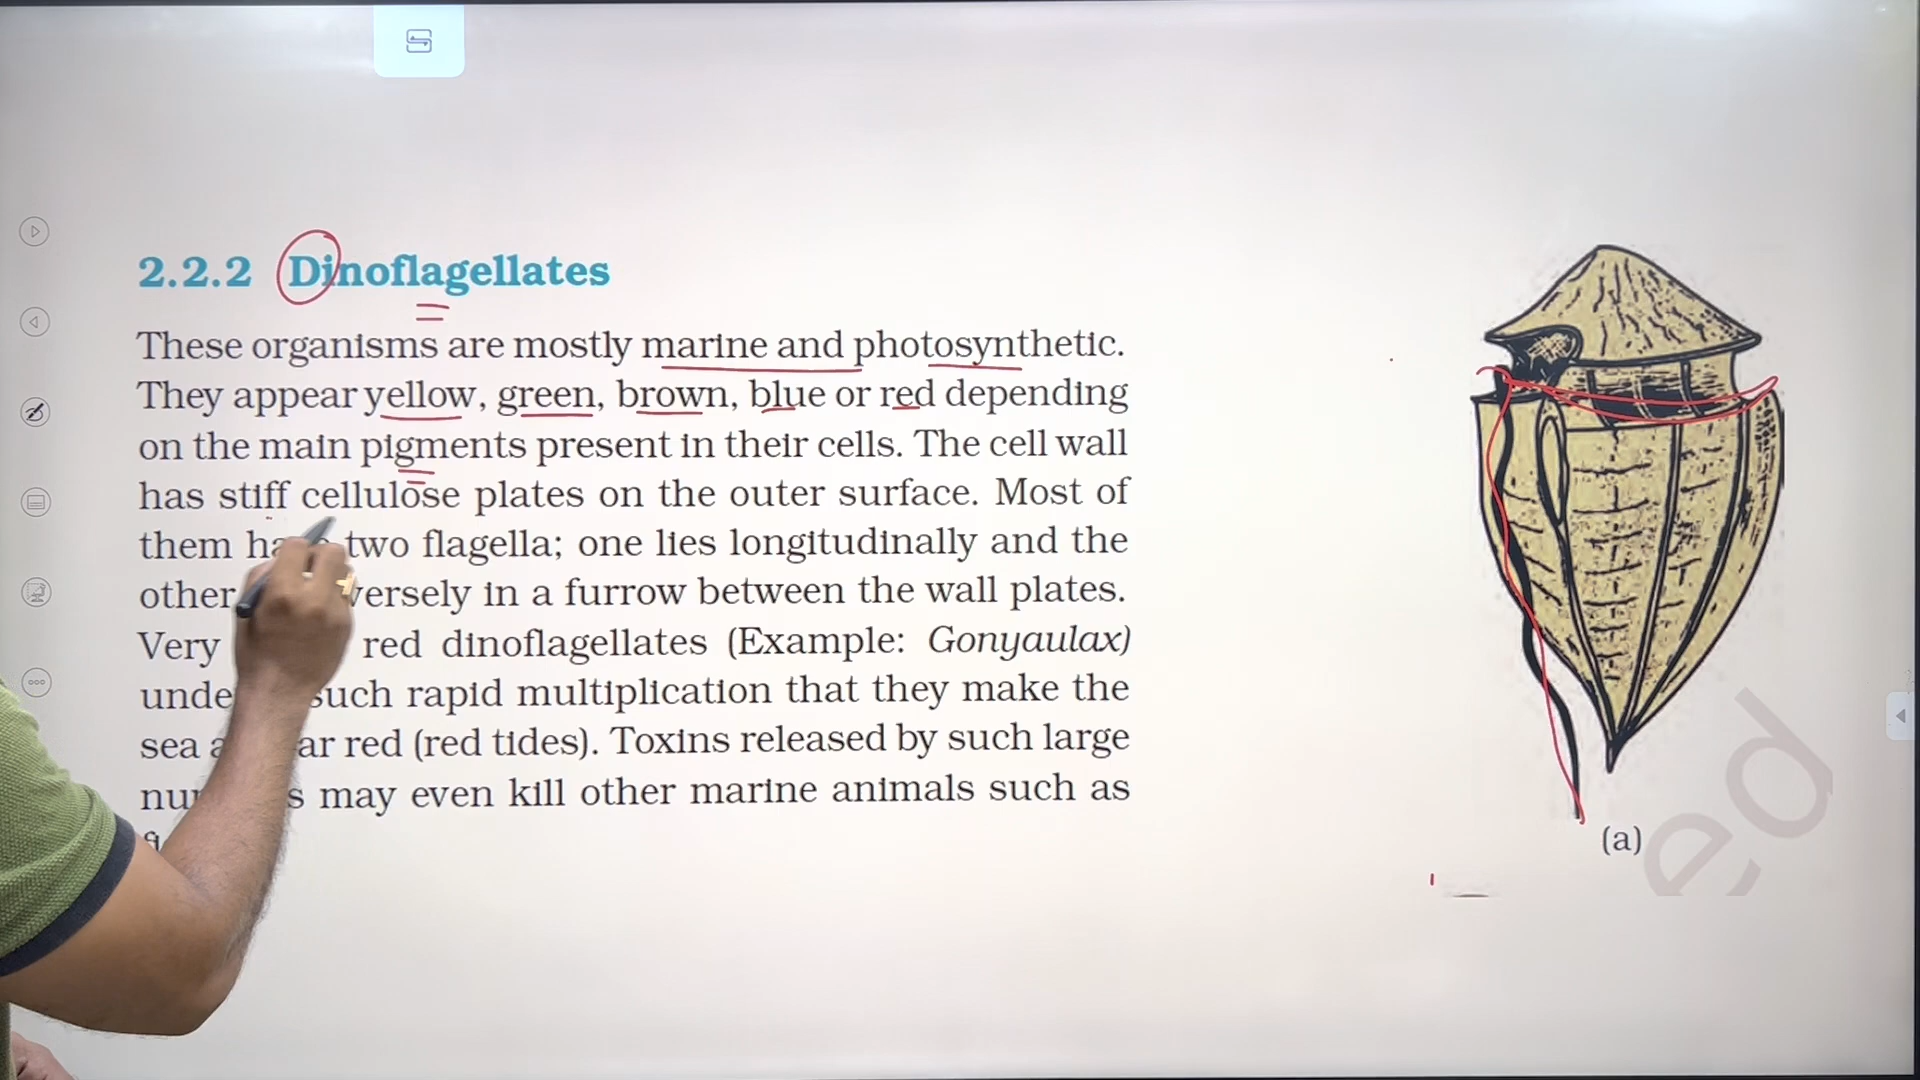 2.2.2 Dinoflagellates
These organisms are mostly marine and photosynthetic.
They appear yellow, green, brown, blue or red depending
on the main pigments present in their cells. The cell wall
has stiff cellulose plates on the outer surface. Most of
them two flagella; one lies longitudinally and the
other in a furrow between the wall plates.
Very red dinoflagellates (Example: Gonyaulax)
such rapid multiplication that they make the
sea red (red tides). Toxins released by such large
may even kill other marine animals such as
(a)
ed